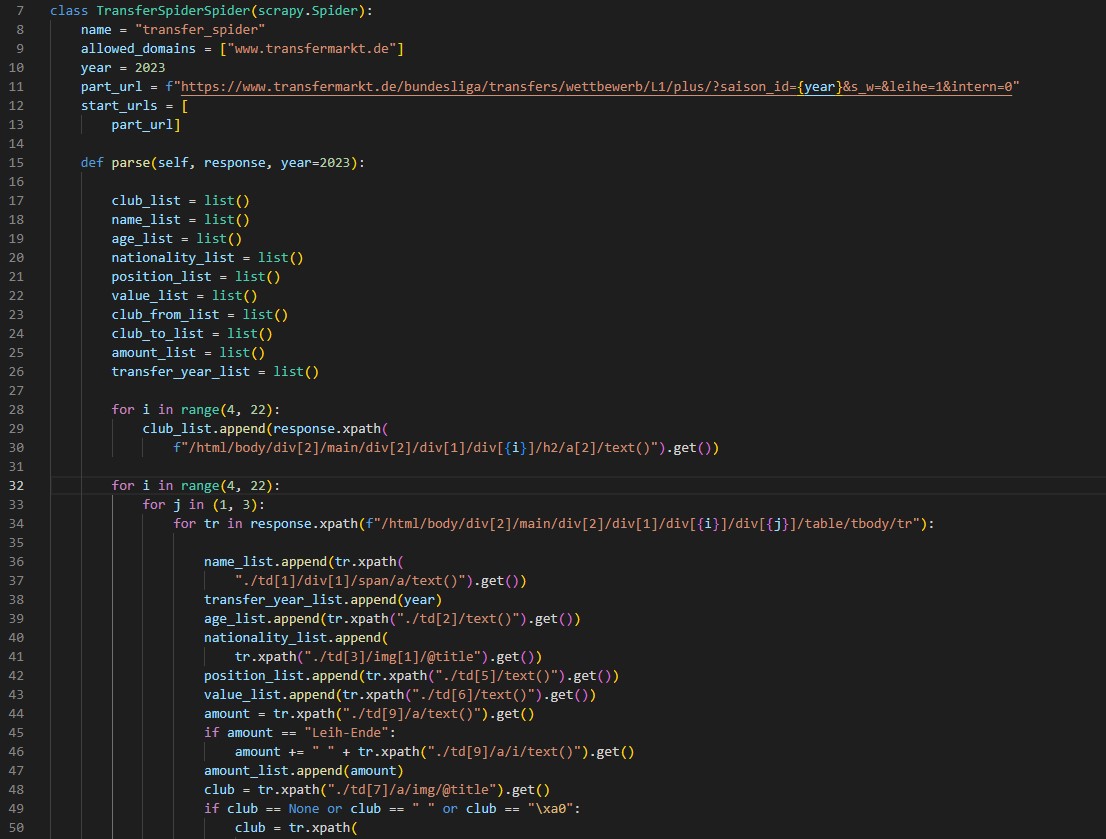 7 class TransferSpiderSpider(scrapy.Spider):
8     name = "transfer_spider"
9     allowed_domains = ["www.transfermarkt.de"]
10     year = 2023
11     part_url = f"https://www.transfermarkt.de/bundesliga/transfers/wettbewerb/L1/plus/?saison_id={year}&s_w=&leihe=1&intern=0"
12     start_urls = [
13         part_url]
14
15     def parse(self, response, year=2023):
16
17         club_list = list()
18         name_list = list()
19         age_list = list()
20         nationality_list = list()
21         position_list = list()
22         value_list = list()
23         club_from_list = list()
24         club_to_list = list()
25         amount_list = list()
26         transfer_year_list = list()
27
28         for i in range(4, 22):
29             club_list.append(response.xpath(
30                 f"/html/body/div[2]/main/div[2]/div[1]/div[{i}]/h2/a[2]/text()").get())
31
32         for i in range(4, 22):
33             for j in (1, 3):
34                 for tr in response.xpath(f"/html/body/div[2]/main/div[2]/div[1]/div[{i}]/div[{j}]/table/tbody/tr"):
35
36                     name_list.append(tr.xpath(
37                         "./td[1]/div[1]/span/a/text()").get())
38                     transfer_year_list.append(year)
39                     age_list.append(tr.xpath("./td[2]/text()").get())
40                     nationality_list.append(
41                         tr.xpath("./td[3]/img[1]/@title").get())
42                     position_list.append(tr.xpath("./td[5]/text()").get())
43                     value_list.append(tr.xpath("./td[6]/text()").get())
44                     amount = tr.xpath("./td[9]/a/text()").get()
45                     if amount == "Leih-Ende":
46                         amount += " " + tr.xpath("./td[9]/a/i/text()").get()
47                     amount_list.append(amount)
48                     club = tr.xpath("./td[7]/a/img/@title").get()
49                     if club == None or club == " " or club == "\xa0":
50                         club = tr.xpath(